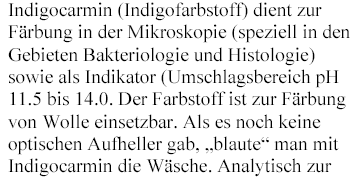 Indigocarmin (Indigofarbstoff) dient zur
Färbung in der Mikroskopie (speziell in den
Gebieten Bakteriologie und Histologie)
sowie als Indikator (Umschlagsbereich pH
11.5 bis 14.0. Der Farbstoff ist zur Färbung
von Wolle einsetzbar. Als es noch keine
optischen Aufheller gab, „blaute“ man mit
Indigocarmin die Wäsche. Analytisch zur